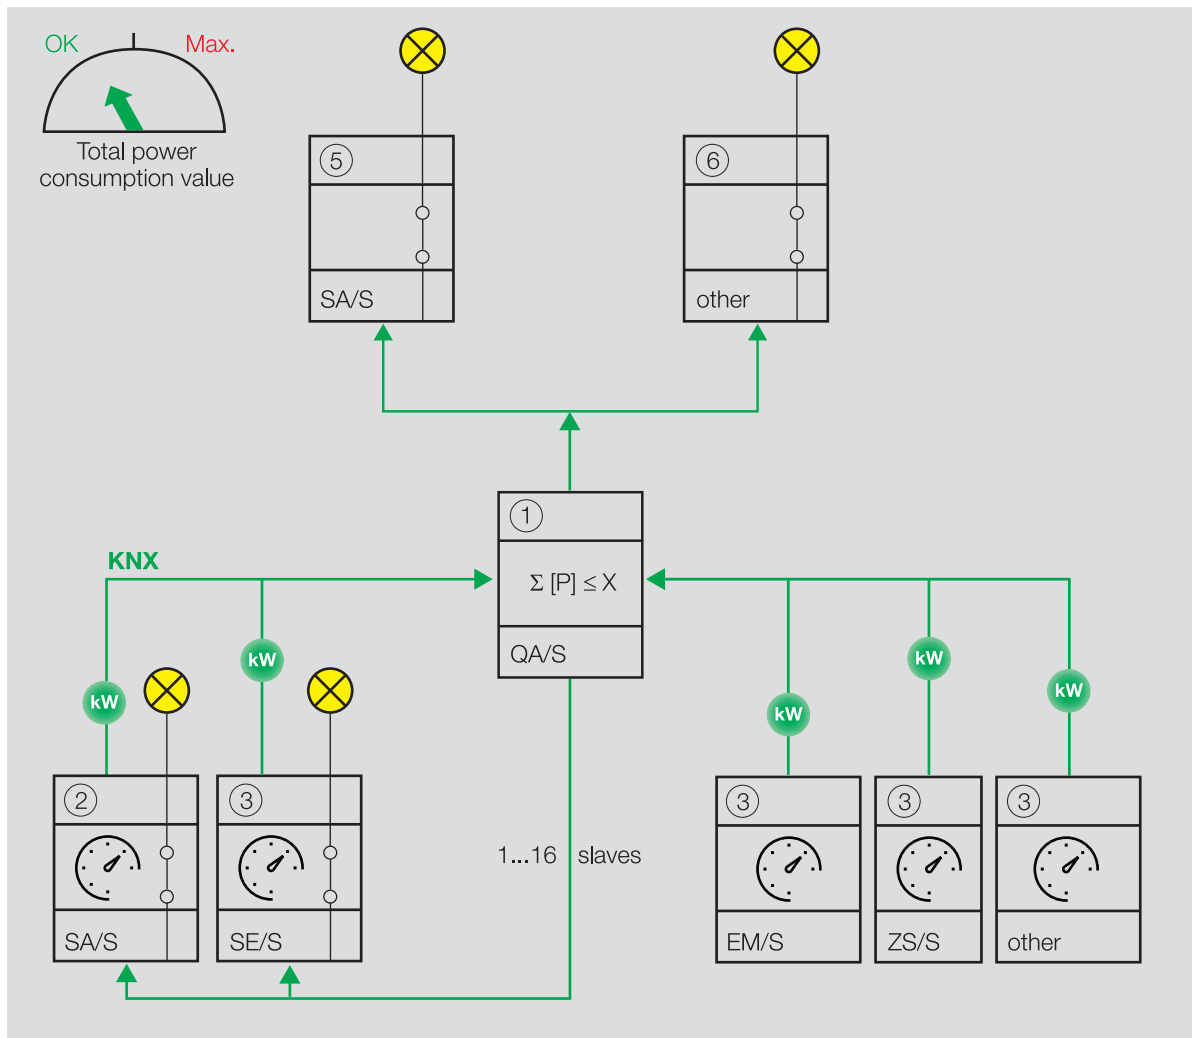 OK
Max.
Total power
consumption value
5
SA/S
6
other
1
Σ [P] ≤ X
QA/S
KNX
kW
kW
kW
kW
kW
2
SA/S
3
SE/S
1...16 slaves
3
EM/S
3
ZS/S
3
other